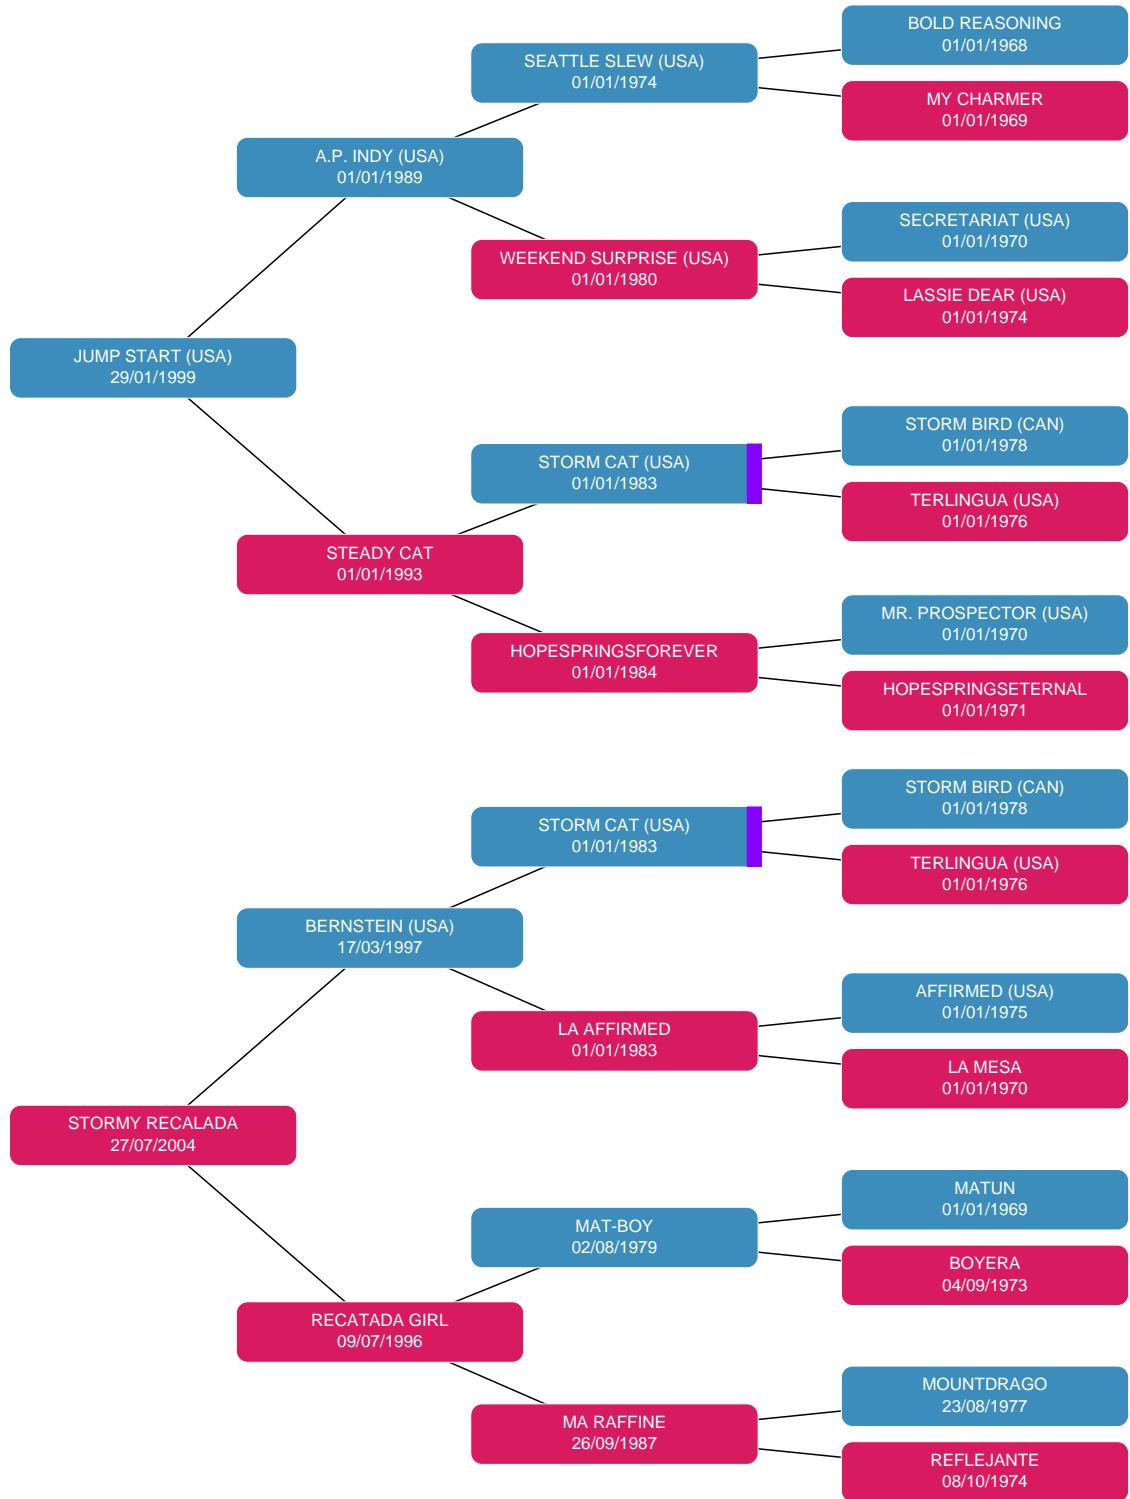 BOLD REASONING
01/01/1968
SEATTLE SLEW (USA)
01/01/1974
MY CHARMER
01/01/1969
A.P. INDY (USA)
01/01/1989
SECRETARIAT (USA)
01/01/1970
WEEKEND SURPRISE (USA)
01/01/1980
LASSIE DEAR (USA)
01/01/1974
JUMP START (USA)
29/01/1999
STORM BIRD (CAN)
01/01/1978
STORM CAT (USA)
01/01/1983
TERLINGUA (USA)
01/01/1976
STEADY CAT
01/01/1993
MR. PROSPECTOR (USA)
01/01/1970
HOPESPRINGSFOREVER
01/01/1984
HOPESPRINGSETERNAL
01/01/1971
STORM BIRD (CAN)
01/01/1978
STORM CAT (USA)
01/01/1983
TERLINGUA (USA)
01/01/1976
BERNSTEIN (USA)
17/03/1997
AFFIRMED (USA)
01/01/1975
LA AFFIRMED
01/01/1983
LA MESA
01/01/1970
STORMY RECALADA
27/07/2004
MATUN
01/01/1969
MAT-BOY
02/08/1979
BOYERA
04/09/1973
RECATADA GIRL
09/07/1996
MOUNTDRAGO
23/08/1977
MA RAFFINE
26/09/1987
REFLEJANTE
08/10/1974